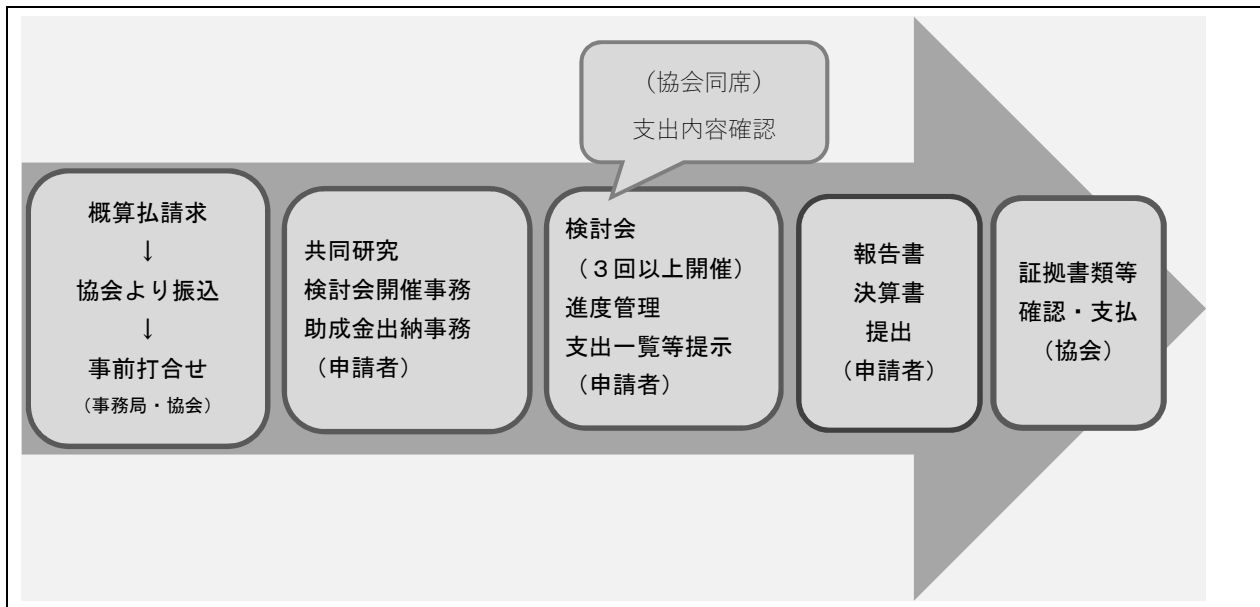 （協会同席）
支出内容確認
概算払請求
↓
協会より振込
↓
事前打合せ
（事務局・協会）
共同研究
検討会開催事務
助成金出納事務
（申請者）
検討会
（３回以上開催）
進度管理
支出一覧等提示
（申請者）
報告書
決算書
提出
（申請者）
証拠書類等
確認・支払
（協会）